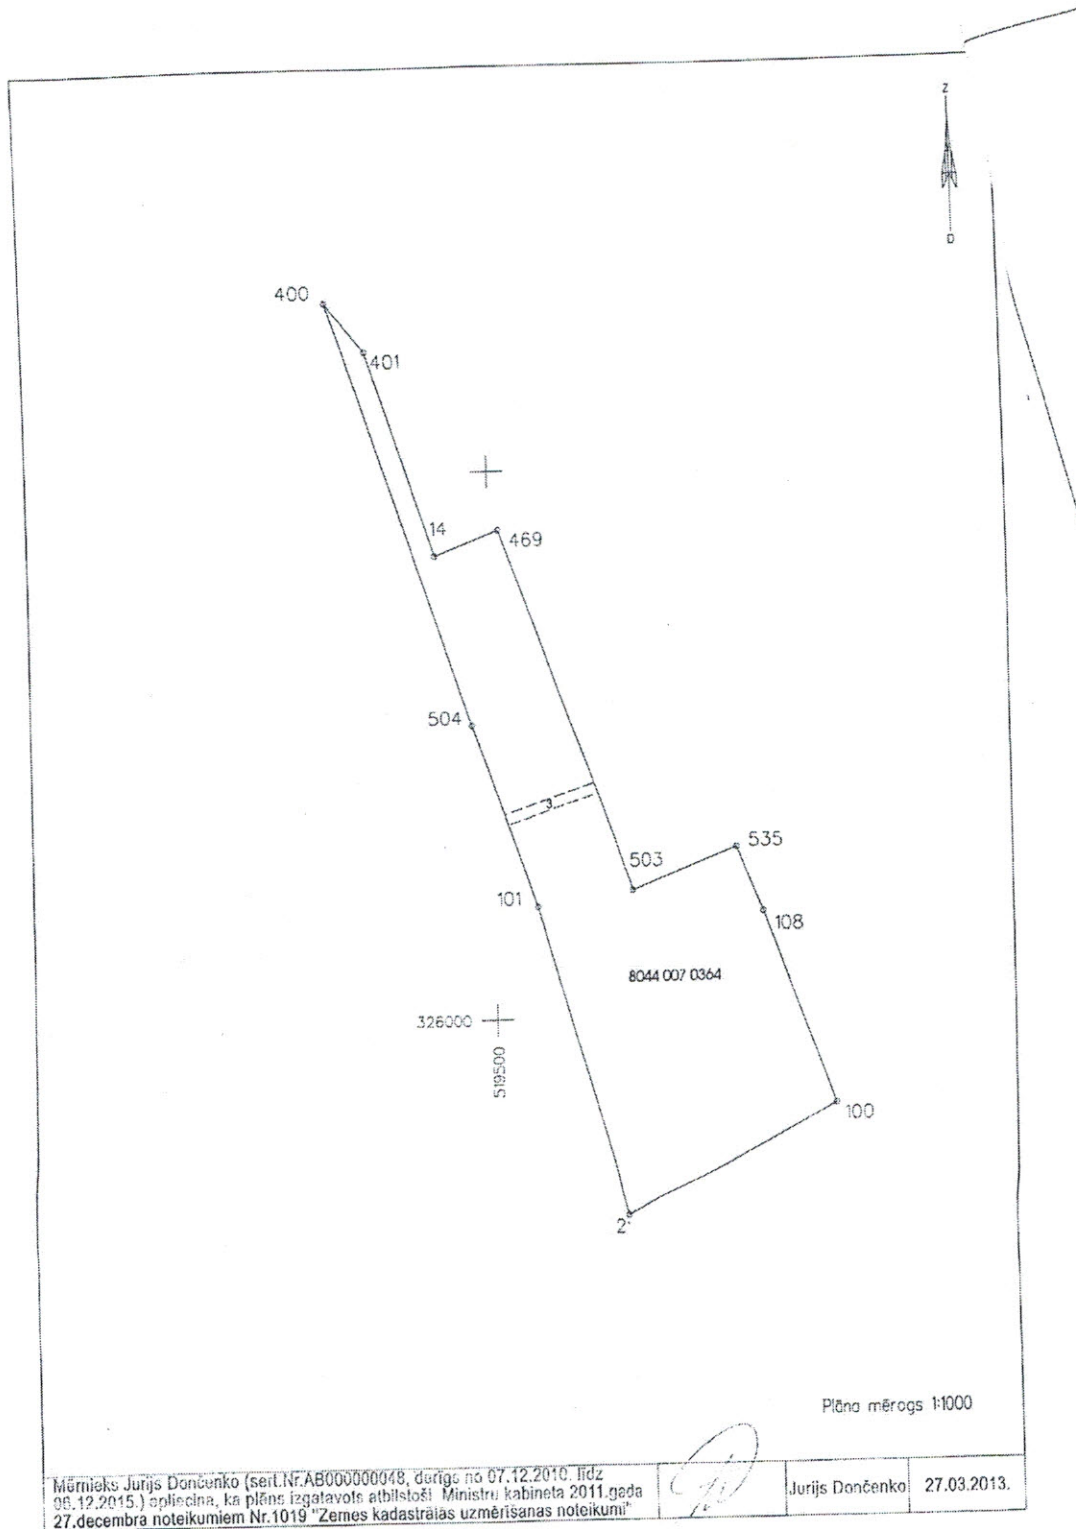 Z
D
400
401
14
469
504
3
503
535
101
108
8044 007 0364
326000
519500
100
2
Plāna mērogs 1:1000
Mērnieks Jurijs Dončenko (sert.Nr.AB000000048, derīgs no 07.12.2010. līdz
06.12.2015.) apliecina, ka plāns izgatavots atbilstoši Ministru kabineta 2011.gada
27.decembra noteikumiem Nr.1019 "Zemes kadastrālās uzmērīšanas noteikumi"
Jurijs Dončenko
27.03.2013.